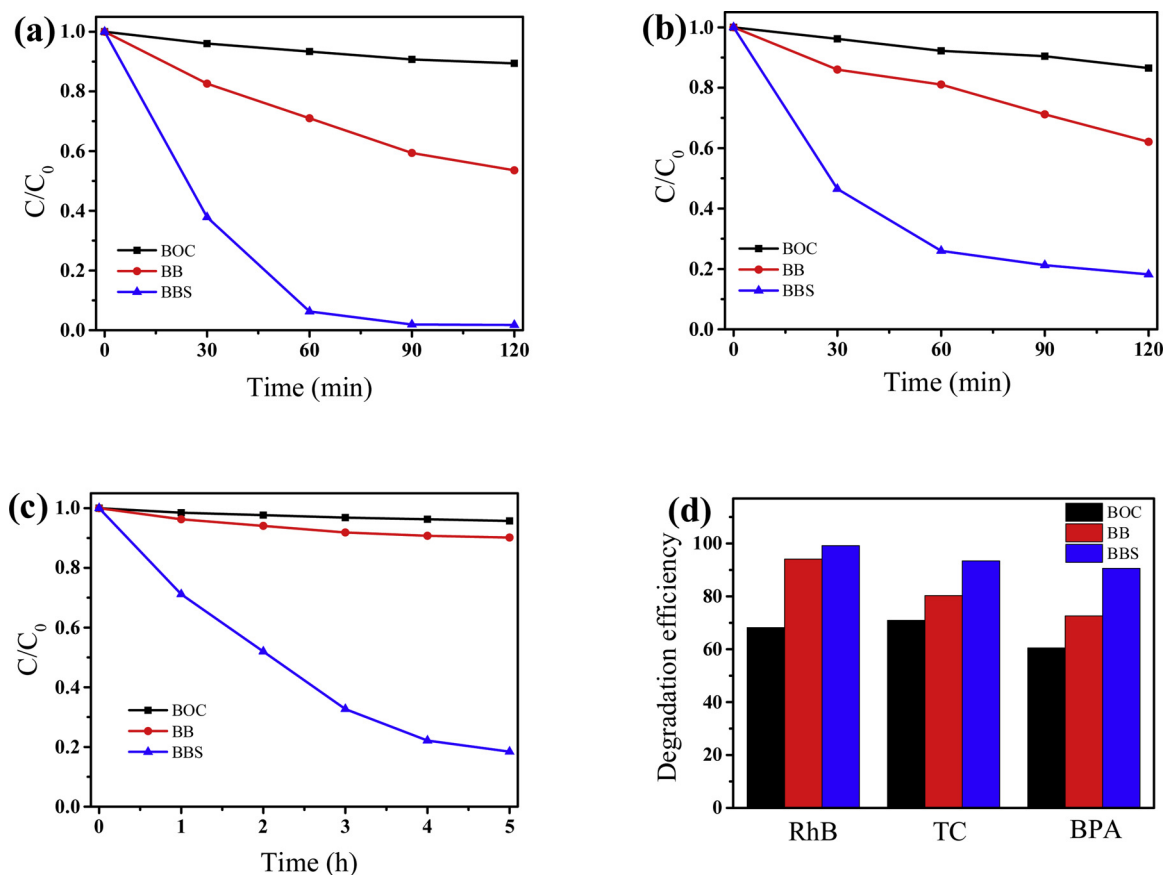 (a)
1.0
0.8
0.6
0.4
0.2
0.0
C/C0
BOC
BB
BBS
0 30 60 90 120
Time (min)
(b)
1.0
0.8
0.6
0.4
0.2
0.0
C/C0
BOC
BB
BBS
0 30 60 90 120
Time (min)
(c)
1.0
0.8
0.6
0.4
0.2
0.0
C/C0
BOC
BB
BBS
0 1 2 3 4 5
Time (h)
(d)
100
80
60
40
20
0
Degradation efficiency
BOC
BB
BBS
RhB TC BPA